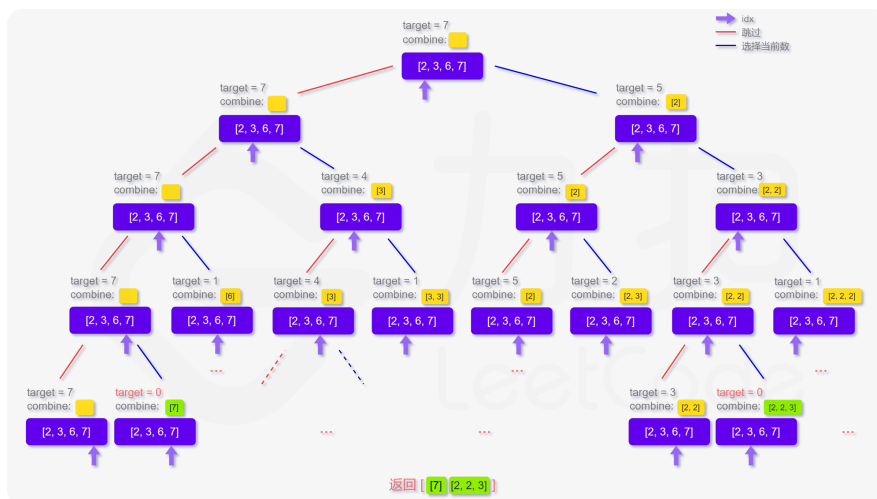 idx
跳过
选择当前数
target = 7
combine:
[2, 3, 6, 7]
target = 7
combine:
[2, 3, 6, 7]
target = 5
combine: [2]
[2, 3, 6, 7]
target = 7
combine:
[2, 3, 6, 7]
target = 4
combine: [3]
[2, 3, 6, 7]
target = 5
combine: [2]
[2, 3, 6, 7]
target = 3
combine: [2, 2]
[2, 3, 6, 7]
target = 7
combine:
[2, 3, 6, 7]
target = 1
combine: [6]
[2, 3, 6, 7]
...
target = 4
combine: [3]
[2, 3, 6, 7]
target = 1
combine: [3, 3]
[2, 3, 6, 7]
target = 5
combine: [2]
[2, 3, 6, 7]
...
target = 2
combine: [2, 3]
[2, 3, 6, 7]
target = 3
combine: [2, 2]
[2, 3, 6, 7]
target = 1
combine: [2, 2, 2]
[2, 3, 6, 7]
...
target = 7
combine:
[2, 3, 6, 7]
target = 0
combine: [7]
[2, 3, 6, 7]
...
...
target = 3
combine: [2, 2]
[2, 3, 6, 7]
target = 0
combine: [2, 2, 3]
[2, 3, 6, 7]
...
返回 [ [7] [2, 2, 3] ]
力扣
LeetCode